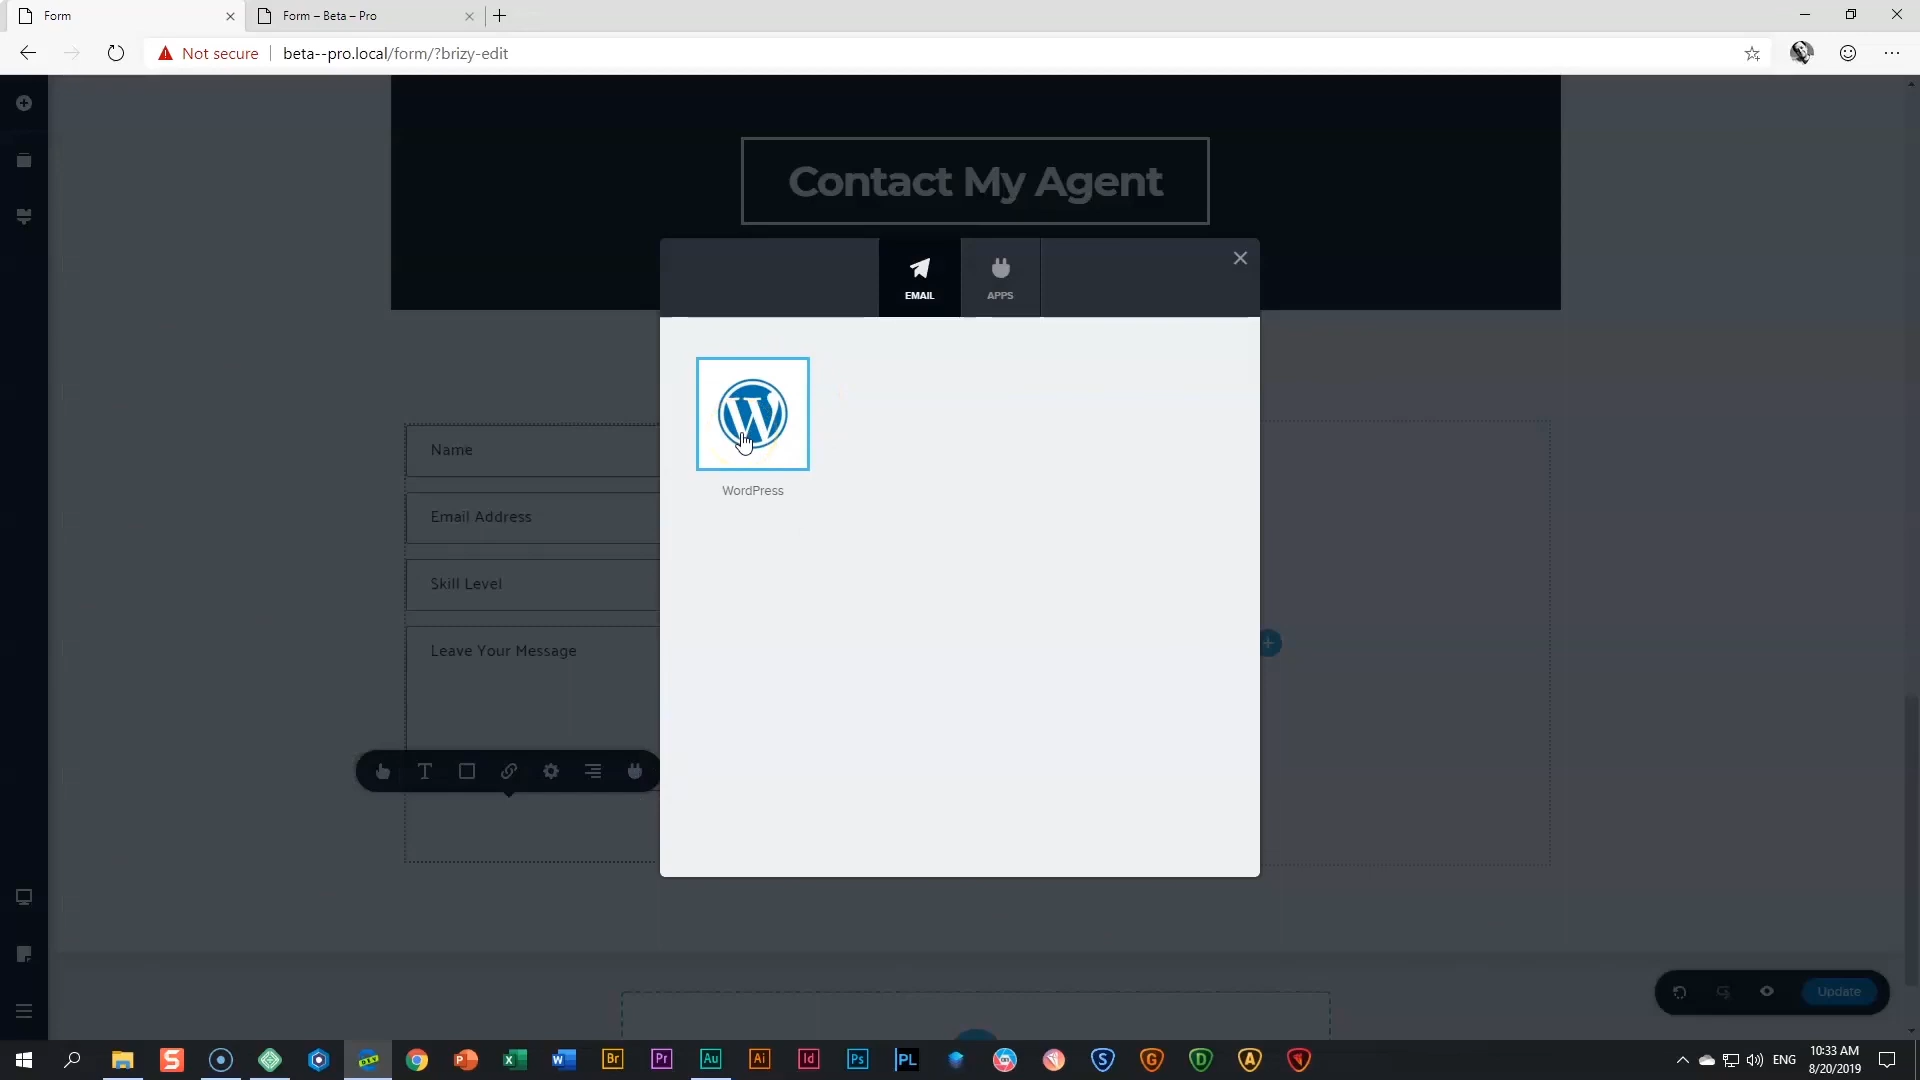 Form
Form – Beta – Pro
Not secure
beta--pro.local/form/?brizy-edit
Contact My Agent
EMAIL
APPS
WordPress
Name
Email Address
Skill Level
Leave Your Message
Update
ENG
10:33 AM
8/20/2019